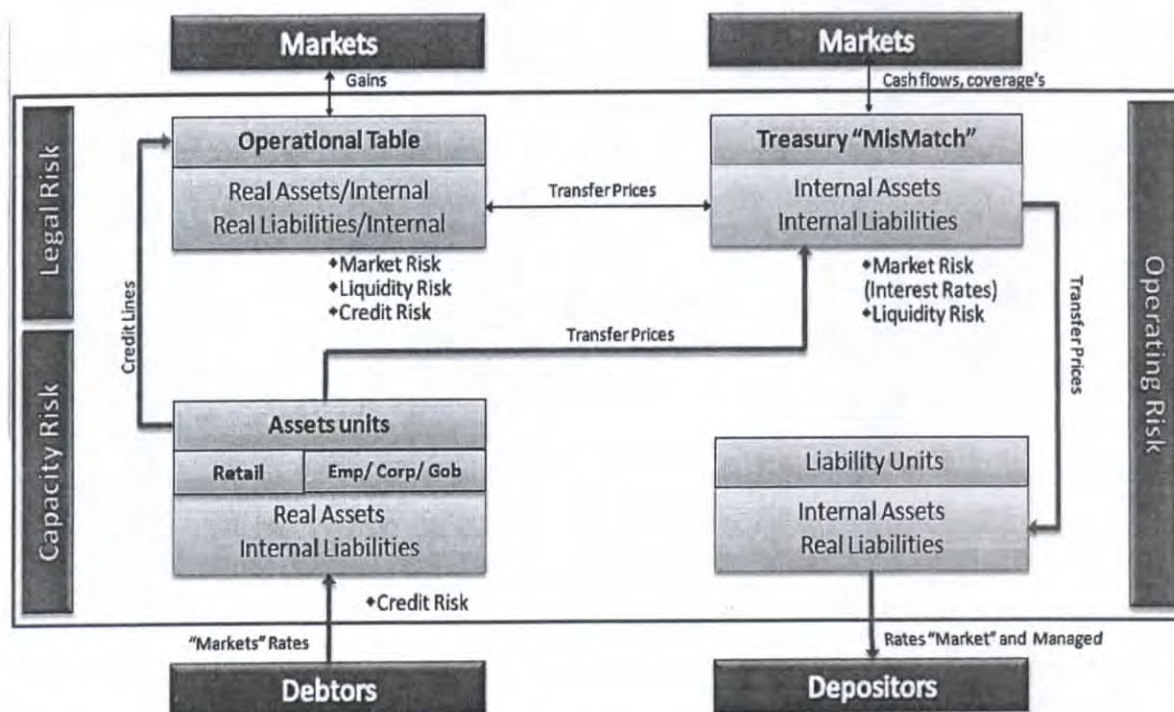 Markets
Markets
Gains
Cash flows, coverage's
Legal Risk
Capacity Risk
Operating Risk
Operational Table
Real Assets/Internal
Real Liabilities/Internal
Treasury "MisMatch"
Internal Assets
Internal Liabilities
Transfer Prices
◆Market Risk
◆Liquidity Risk
◆Credit Risk
◆Market Risk
(Interest Rates)
◆Liquidity Risk
Credit Lines
Transfer Prices
Transfer Prices
Assets units
Retail
Emp/ Corp/ Gob
Real Assets
Internal Liabilities
Liability Units
Internal Assets
Real Liabilities
◆Credit Risk
"Markets" Rates
Rates "Market" and Managed
Debtors
Depositors